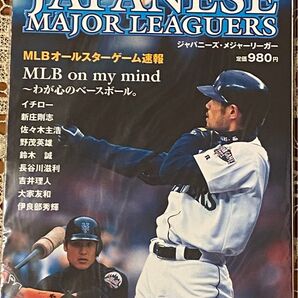 JAPANESE
MAJOR LEAGUERS
ジャパニーズ・メジャーリーガー
定価980円
MLBオールスターゲーム速報
MLB on my mind
～わが心のベースボール。
イチロー
新庄剛志
佐々木主浩
野茂英雄
鈴木 誠
長谷川滋利
吉井理人
大家友和
伊良部秀輝